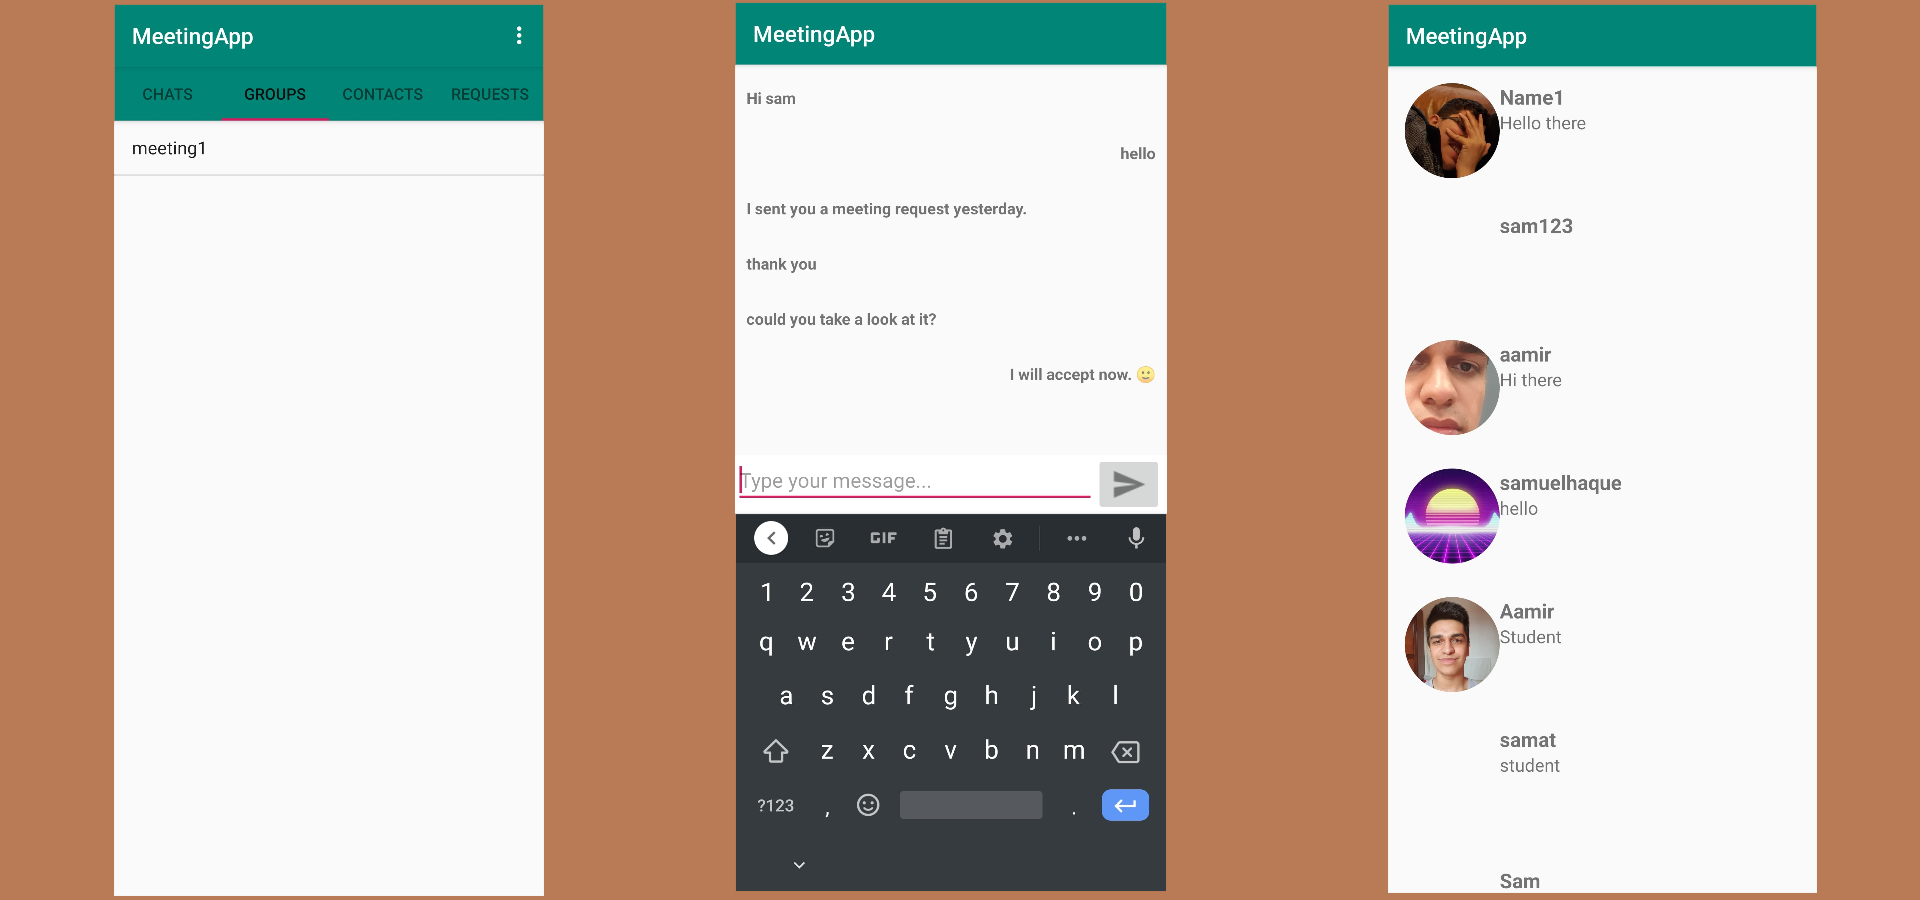 MeetingApp
CHATS GROUPS CONTACTS REQUESTS
meeting1
MeetingApp
Hi sam
hello
I sent you a meeting request yesterday.
thank you
could you take a look at it?
I will accept now. 🙂
Type your message...
GIF
1 2 3 4 5 6 7 8 9 0
q w e r t y u i o p
a s d f g h j k l
z x c v b n m
?123 , .
MeetingApp
Name1
Hello there
sam123
aamir
Hi there
samuelhaque
hello
Aamir
Student
samat
student
Sam